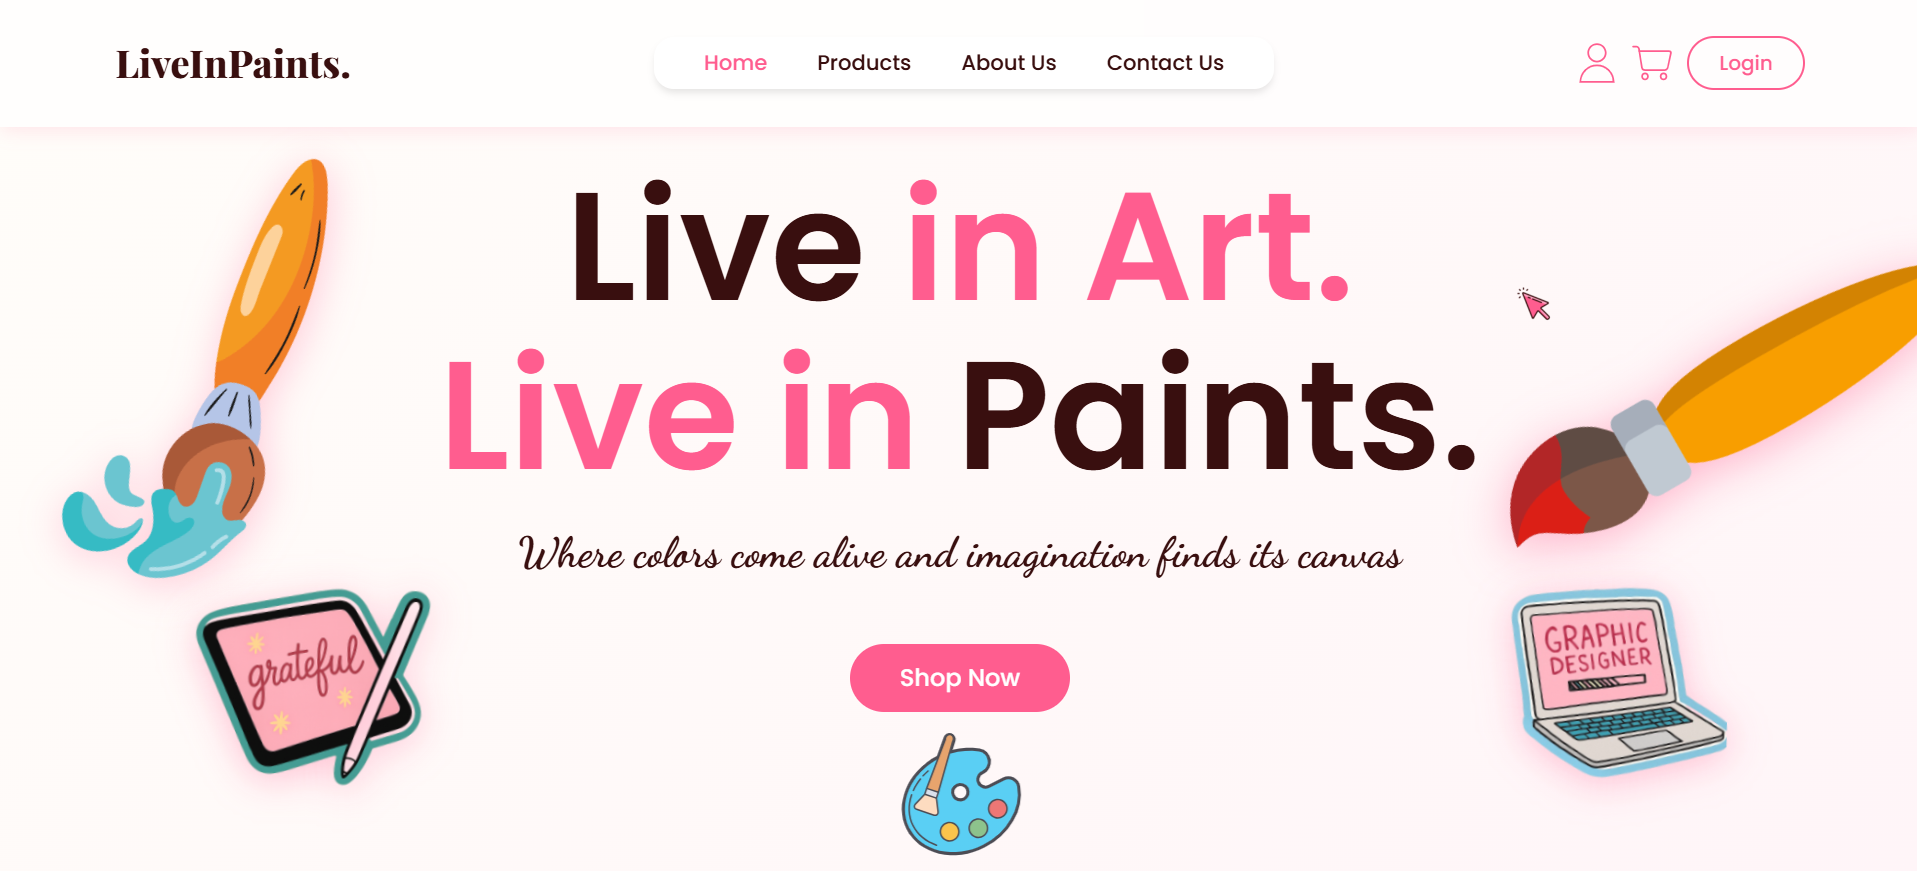 LiveInPaints.
Home Products About Us Contact Us
Login
Live in Art.
Live in Paints.
Where colors come alive and imagination finds its canvas
grateful
GRAPHIC
DESIGNER
Shop Now